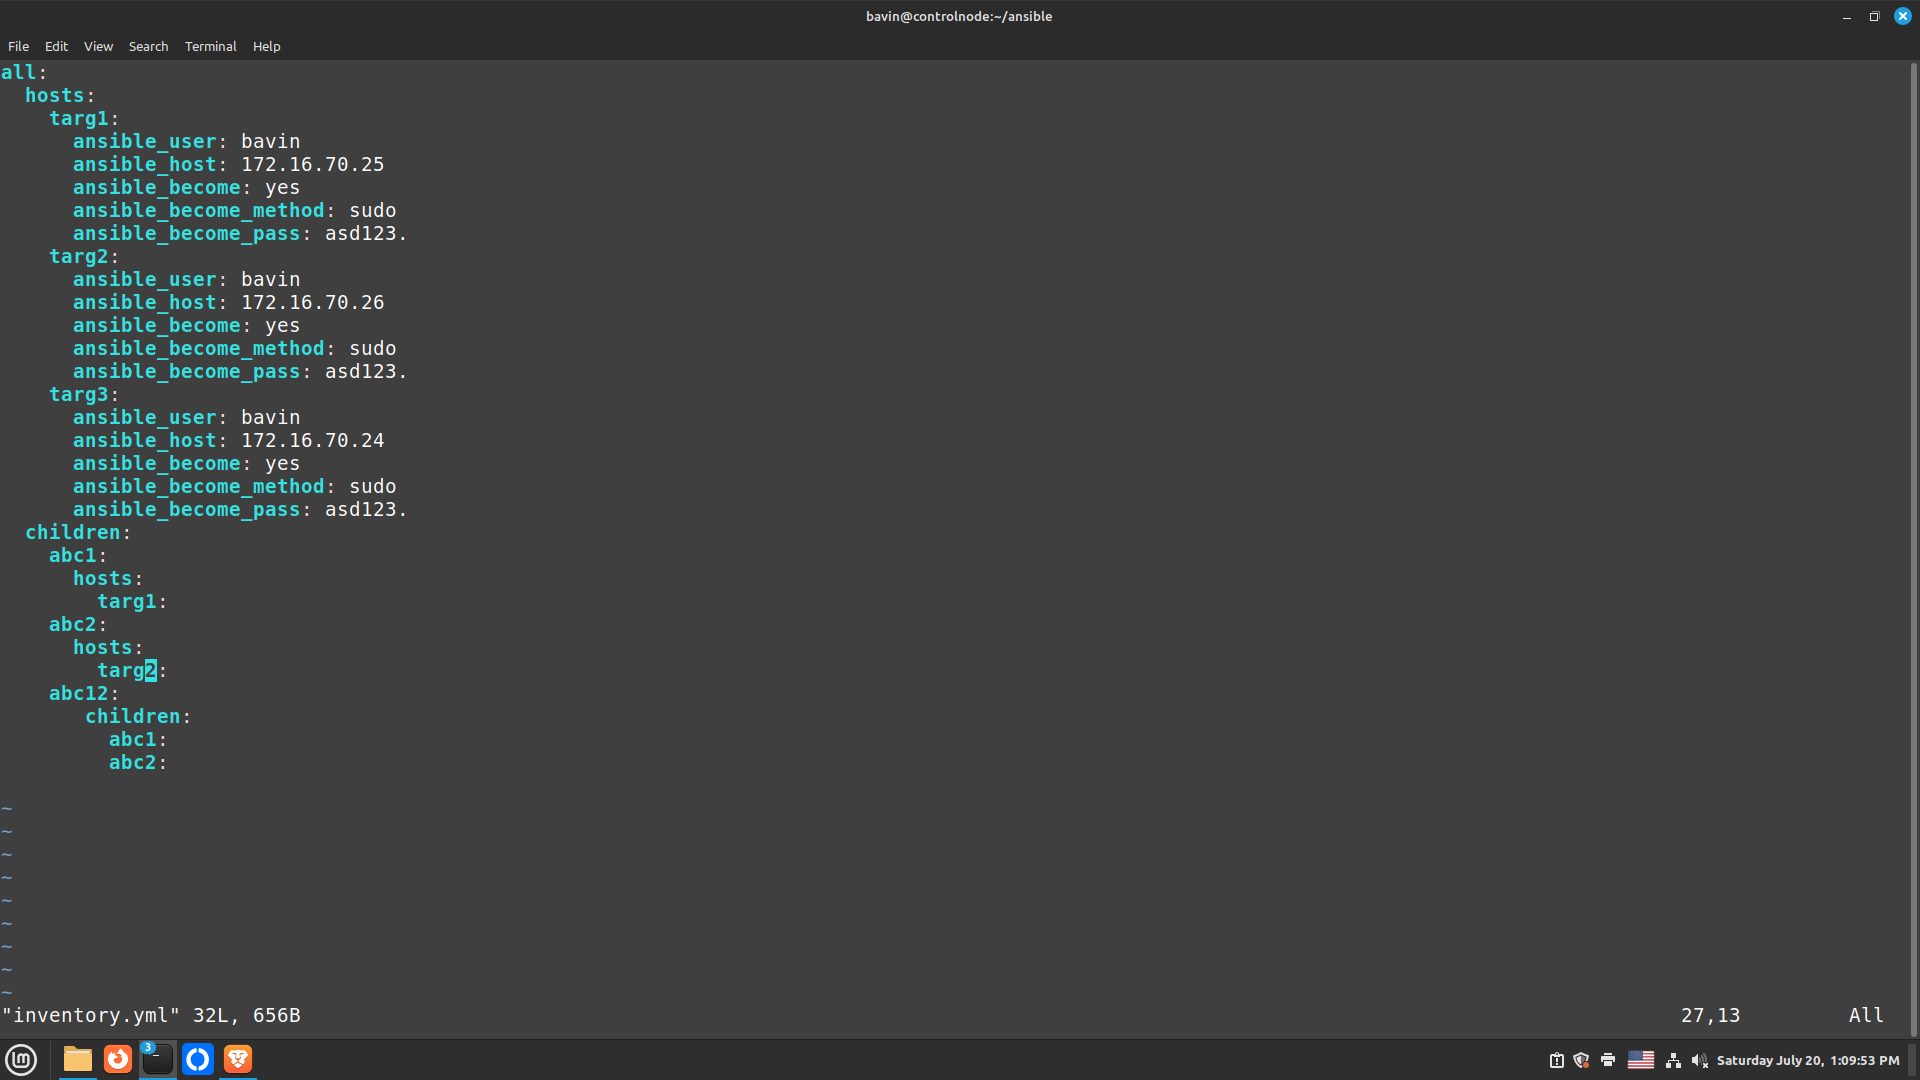 bavin@controlnode:~/ansible
File Edit View Search Terminal Help
all:
  hosts:
    targ1:
      ansible_user: bavin
      ansible_host: 172.16.70.25
      ansible_become: yes
      ansible_become_method: sudo
      ansible_become_pass: asd123.
    targ2:
      ansible_user: bavin
      ansible_host: 172.16.70.26
      ansible_become: yes
      ansible_become_method: sudo
      ansible_become_pass: asd123.
    targ3:
      ansible_user: bavin
      ansible_host: 172.16.70.24
      ansible_become: yes
      ansible_become_method: sudo
      ansible_become_pass: asd123.
  children:
    abc1:
      hosts:
        targ1:
    abc2:
      hosts:
        targ2:
    abc12:
       children:
         abc1:
         abc2:
~
~
~
~
~
~
~
~
~
"inventory.yml" 32L, 656B 27,13 All
3
Saturday July 20, 1:09:53 PM